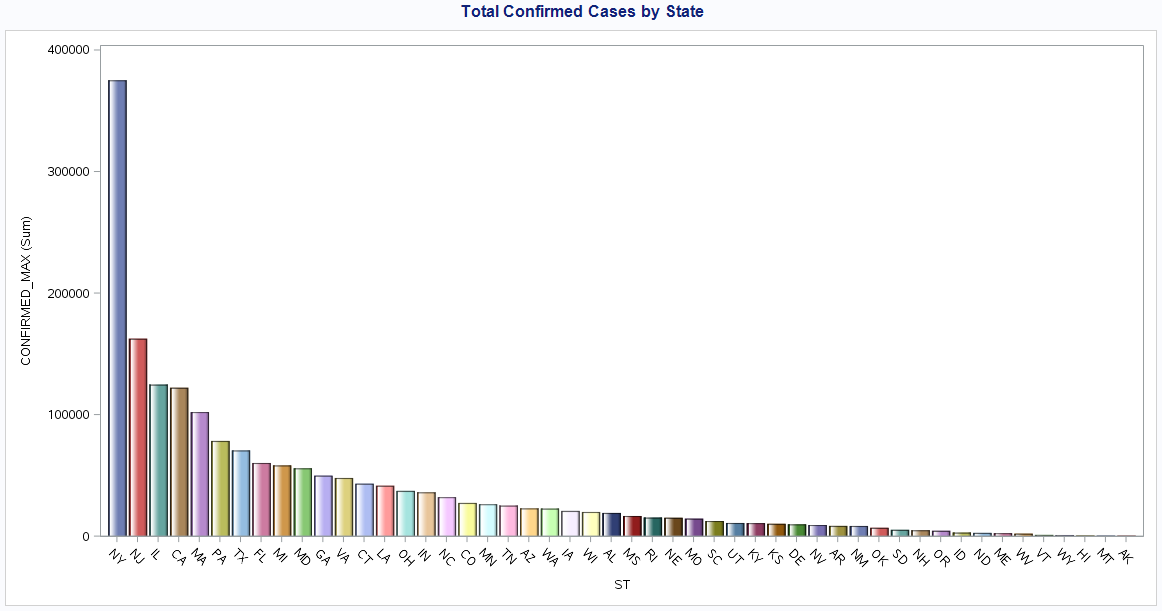 Total Confirmed Cases by State
400000
300000
200000
100000
0
CONFIRMED_MAX (Sum)
NY NJ IL CA MA PA TX FL MI MD GA VA CT LA OH IN NC CO MN TN AZ WA IA WI AL MS RI NE MO SC UT KY KS DE NV AR NM OK SD NH OR ID ND ME WV VT WY HI MT AK
ST